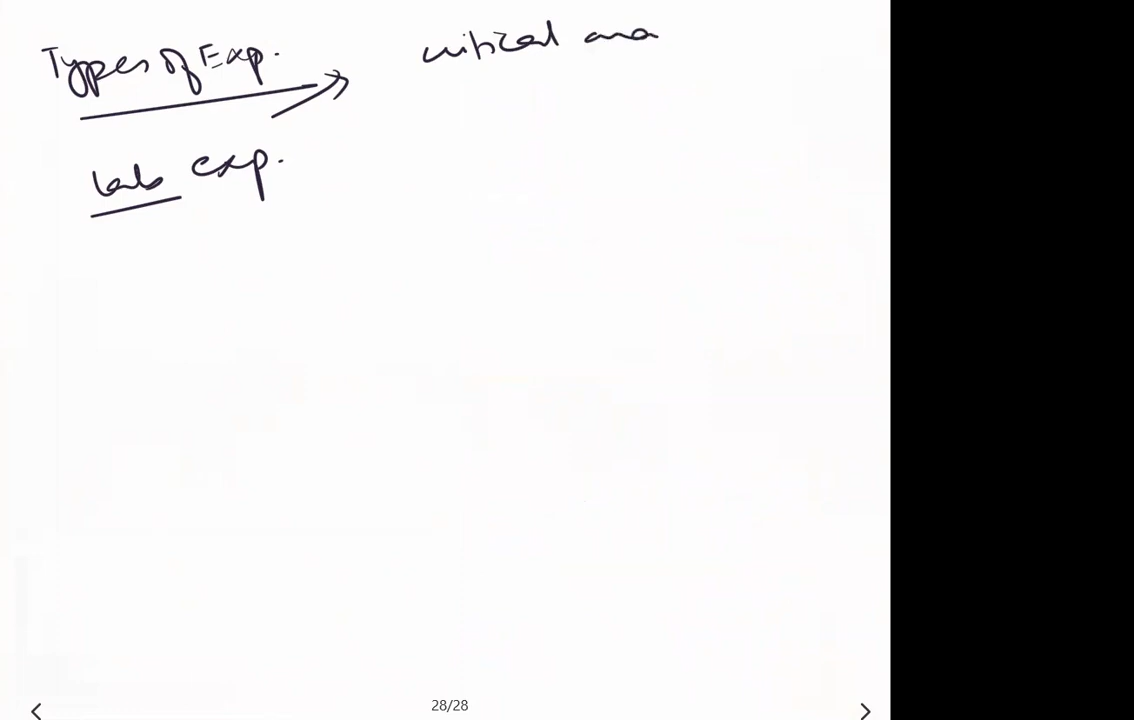 Types of Exp.
critical ana
lab exp.
28/28